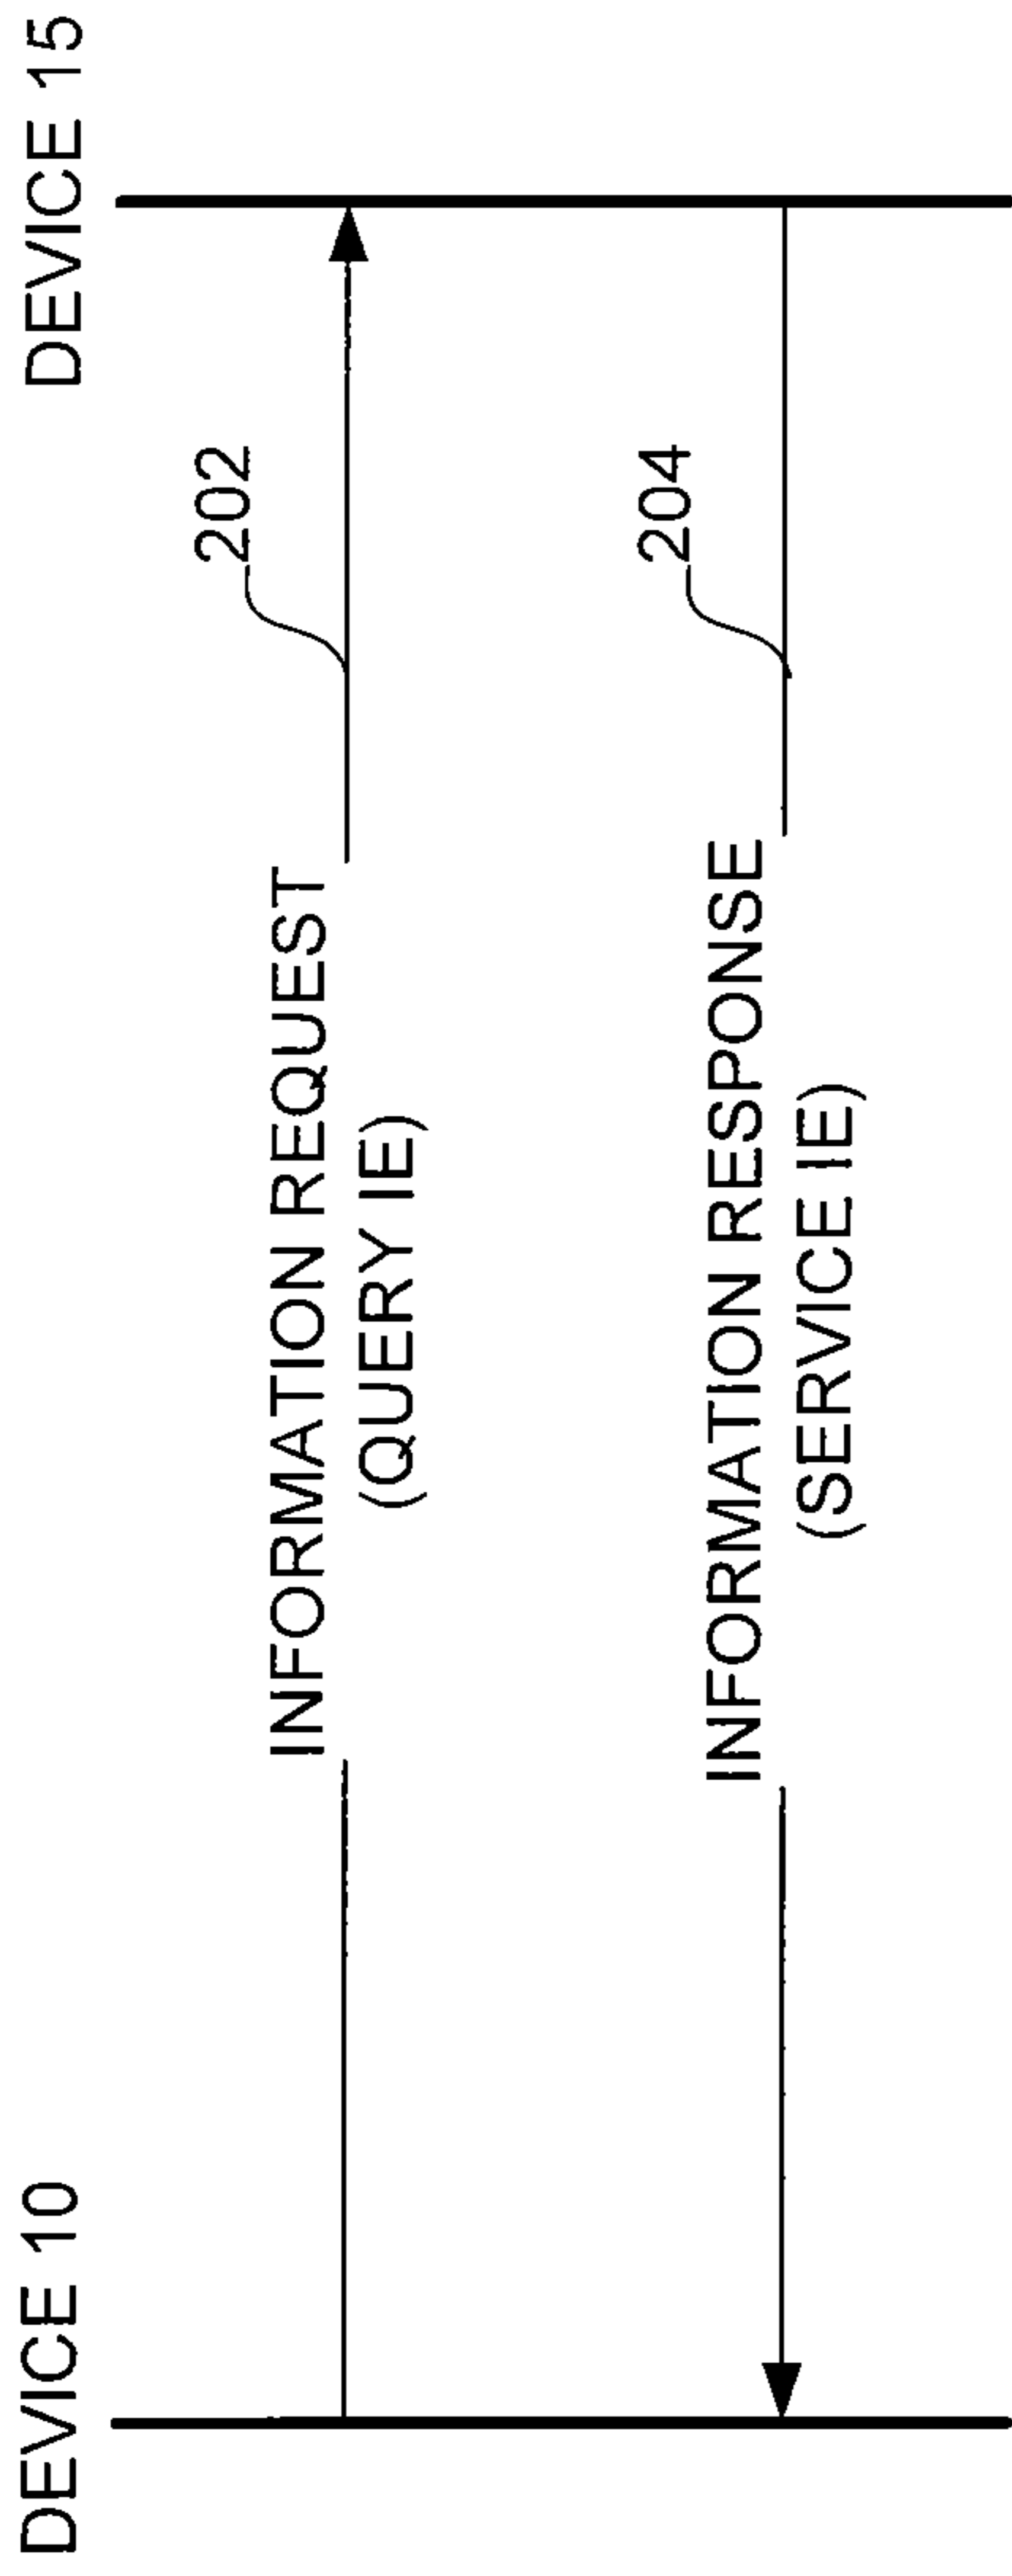 DEVICE 10
DEVICE 15
202
INFORMATION REQUEST
(QUERY IE)
204
INFORMATION RESPONSE
(SERVICE IE)